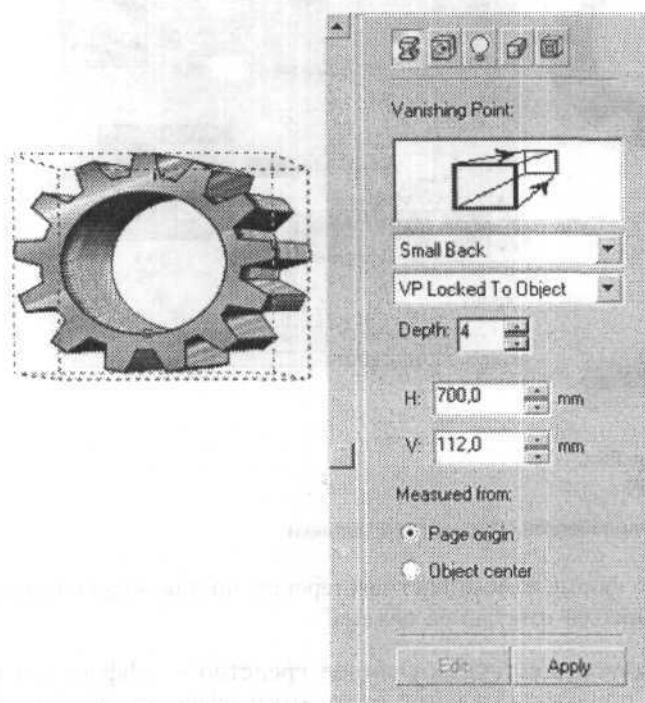 Vanishing Point:
Small Back
VP Locked To Object
Depth: 4
H: 700,0 mm
V: 112,0 mm
Measured from:
Page origin
Object center
Edit Apply